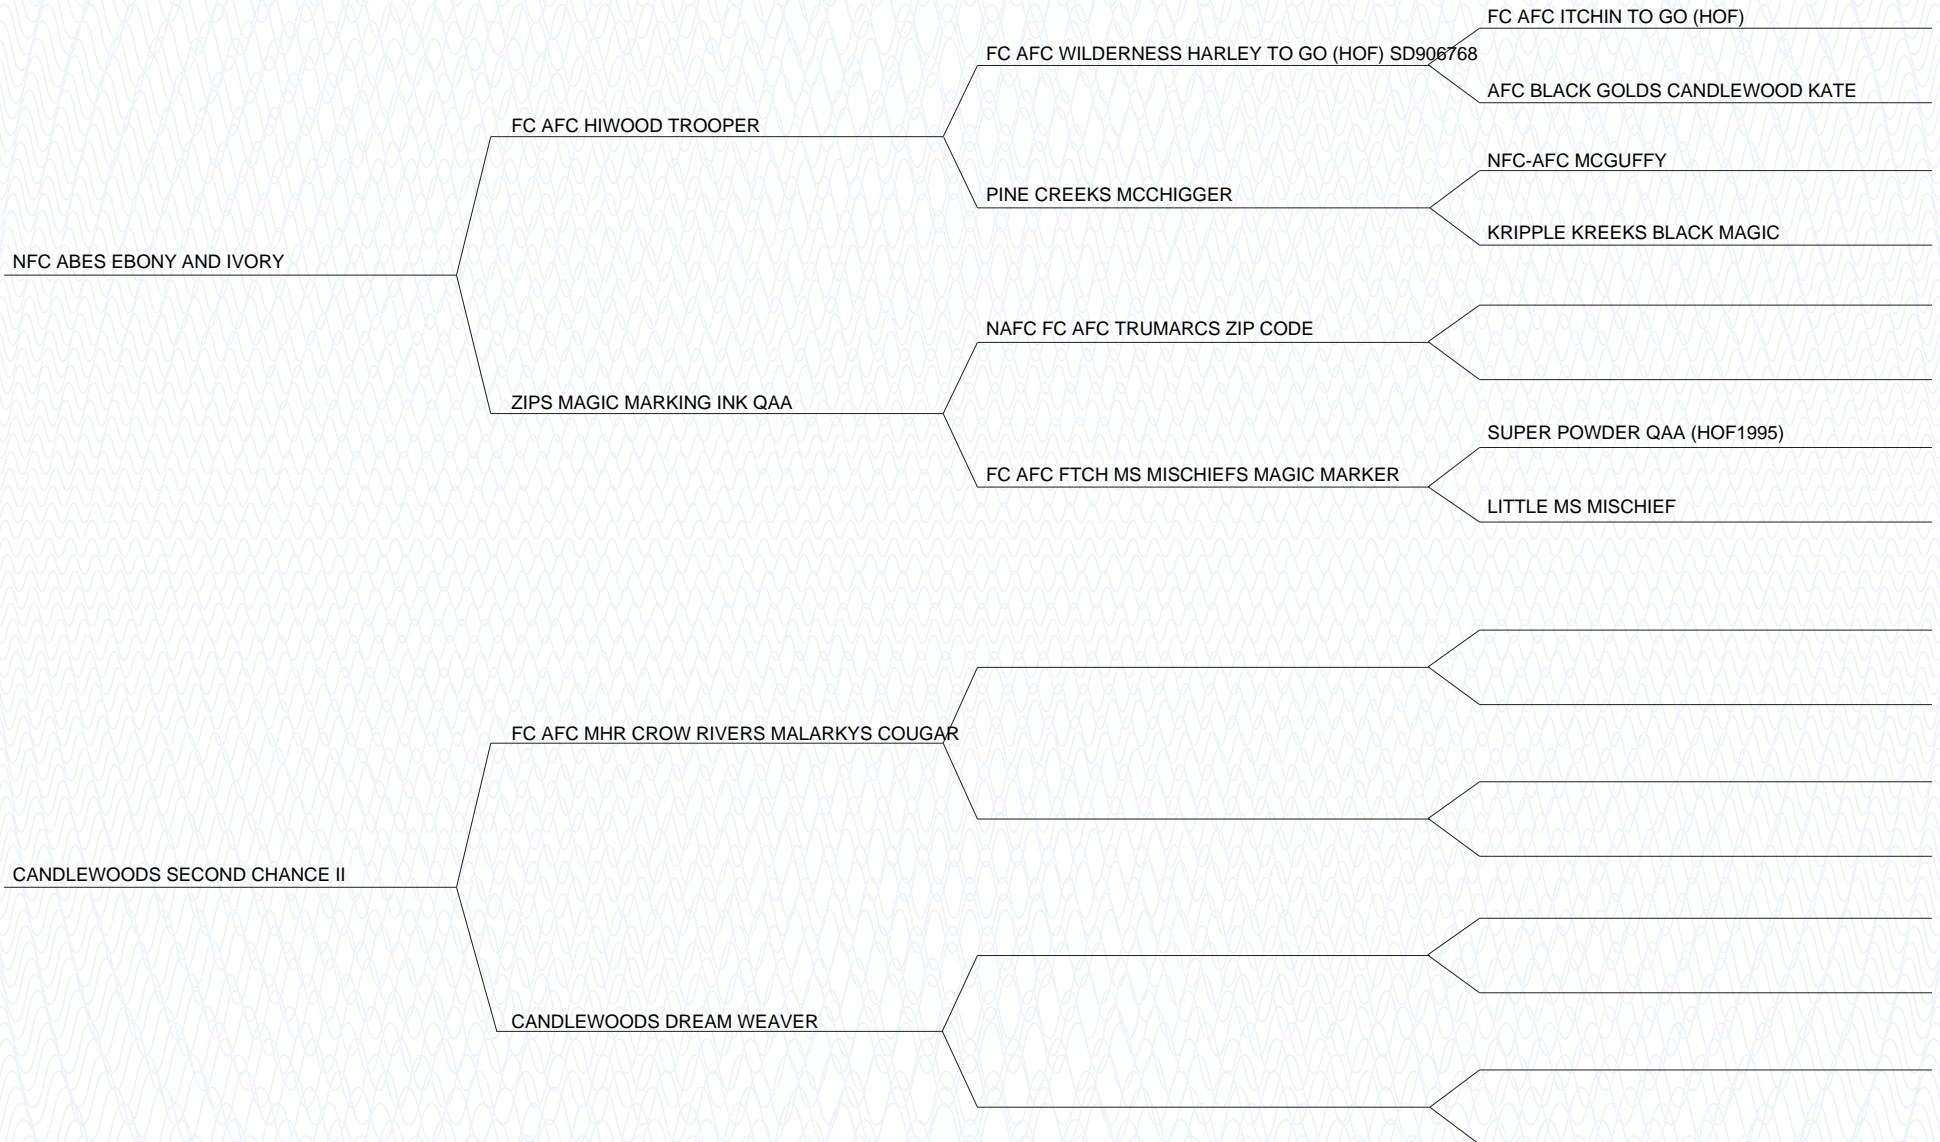 FC AFC ITCHIN TO GO (HOF)
FC AFC WILDERNESS HARLEY TO GO (HOF) SD906768
AFC BLACK GOLDS CANDLEWOOD KATE
FC AFC HIWOOD TROOPER
NFC-AFC MCGUFFY
PINE CREEKS MCCHIGGER
KRIPPLE KREEKS BLACK MAGIC
NFC ABES EBONY AND IVORY
NAFC FC AFC TRUMARCS ZIP CODE
ZIPS MAGIC MARKING INK QAA
SUPER POWDER QAA (HOF1995)
FC AFC FTCH MS MISCHIEFS MAGIC MARKER
LITTLE MS MISCHIEF
FC AFC MHR CROW RIVERS MALARKYS COUGAR
CANDLEWOODS SECOND CHANCE II
CANDLEWOODS DREAM WEAVER